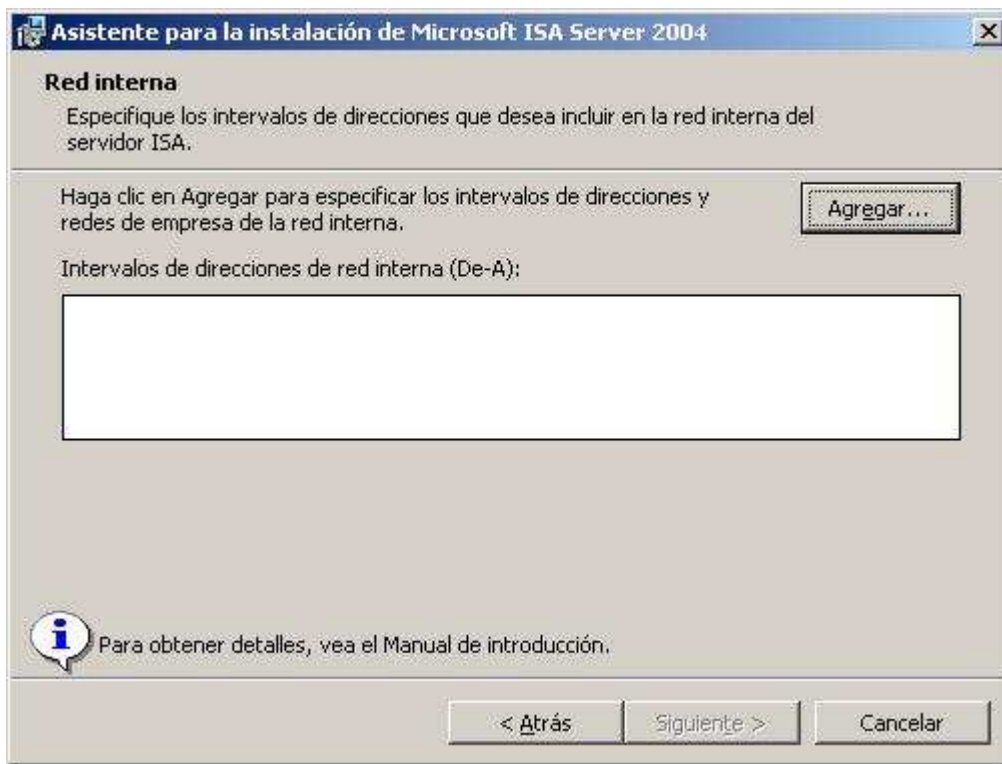 Asistente para la instalación de Microsoft ISA Server 2004
Red interna
Especifique los intervalos de direcciones que desea incluir en la red interna del
servidor ISA.
Haga clic en Agregar para especificar los intervalos de direcciones y
redes de empresa de la red interna.
Agregar...
Intervalos de direcciones de red interna (De-A):
Para obtener detalles, vea el Manual de introducción.
< Atrás
Siguiente >
Cancelar